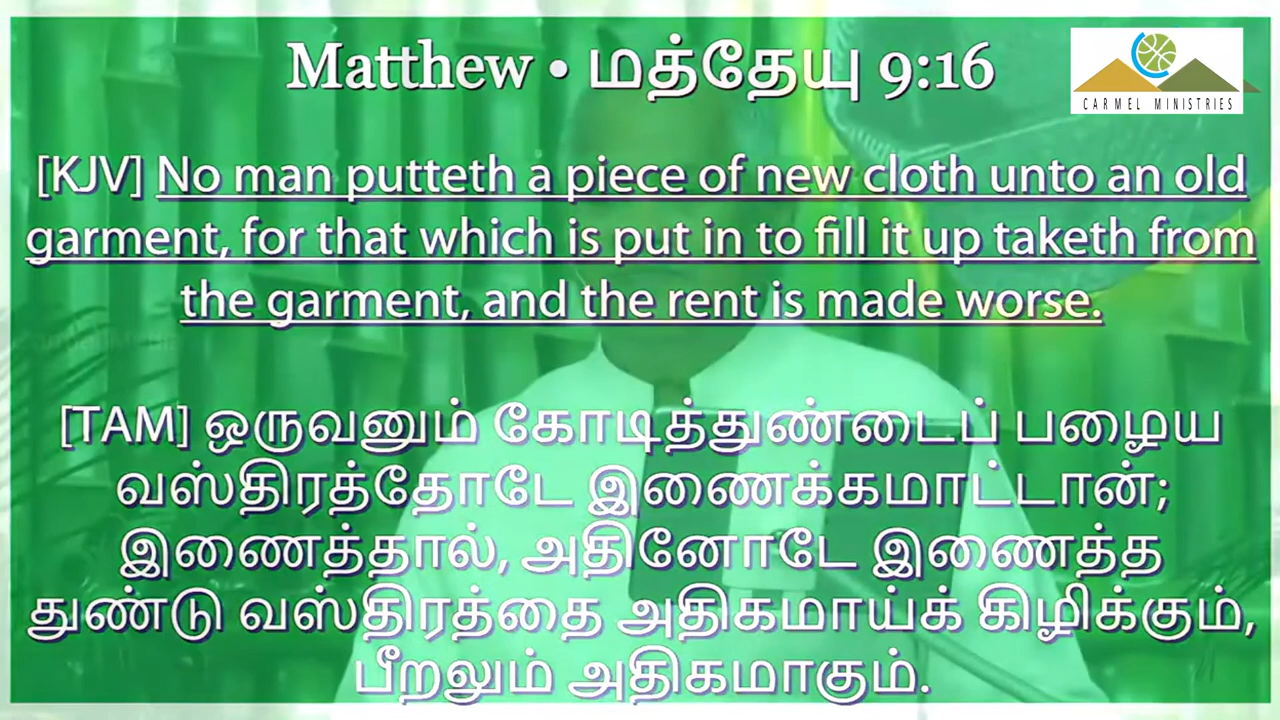 Matthew • மத்தேயு 9:16
CARMEL MINISTRIES
[KJV] No man putteth a piece of new cloth unto an old
garment, for that which is put in to fill it up taketh from
the garment, and the rent is made worse.
[TAM] ஒருவனும் கோடித்துண்டைப் பழைய
வஸ்திரத்தோடே இணைக்கமாட்டான்;
இணைத்தால், அதினோடே இணைத்த
துண்டு வஸ்திரத்தை அதிகமாய்க் கிழிக்கும்,
பீறலும் அதிகமாகும்.